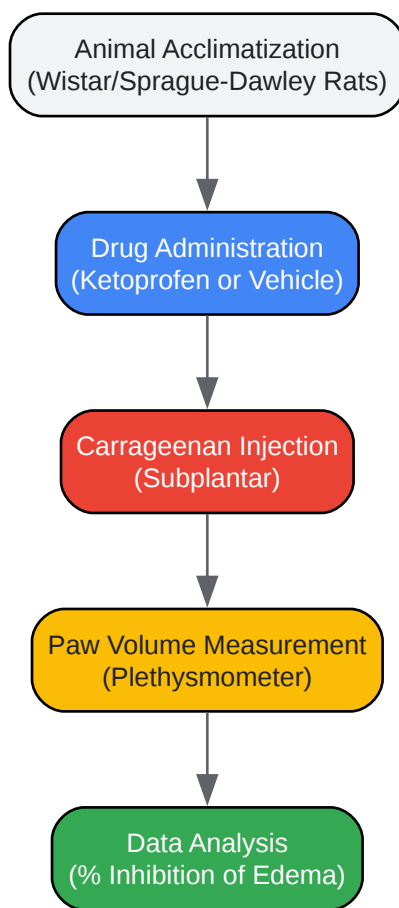 Animal Acclimatization
(Wistar/Sprague-Dawley Rats)
Drug Administration
(Ketoprofen or Vehicle)
Carrageenan Injection
(Subplantar)
Paw Volume Measurement
(Plethysmometer)
Data Analysis
(% Inhibition of Edema)